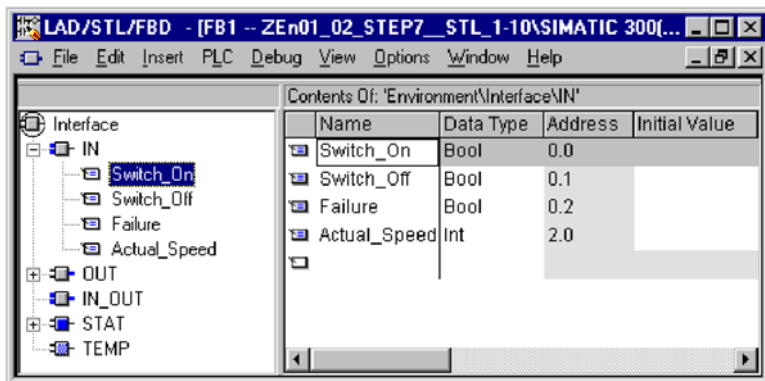 LAD/STL/FBD - [FB1 -- ZEn01_02_STEP7__STL_1-10\SIMATIC 300(...
File Edit Insert PLC Debug View Options Window Help
Contents Of: 'Environment\Interface\IN'
Interface
IN
Switch_On
Switch_Off
Failure
Actual_Speed
OUT
IN_OUT
STAT
TEMP
Name Data Type Address Initial Value
Switch_On Bool 0.0
Switch_Off Bool 0.1
Failure Bool 0.2
Actual_Speed Int 2.0